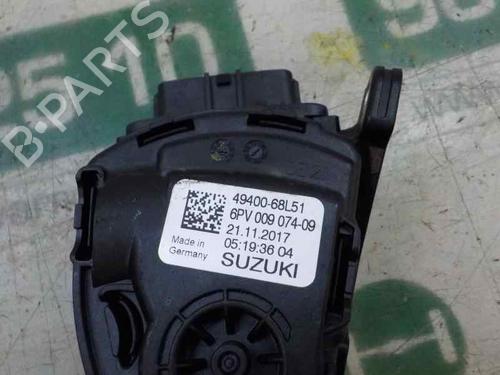 B-PARTS
49400-68L51
6PV 009 074-09
21.11.2017
05:19:36 04
Made in
Germany
SUZUKI